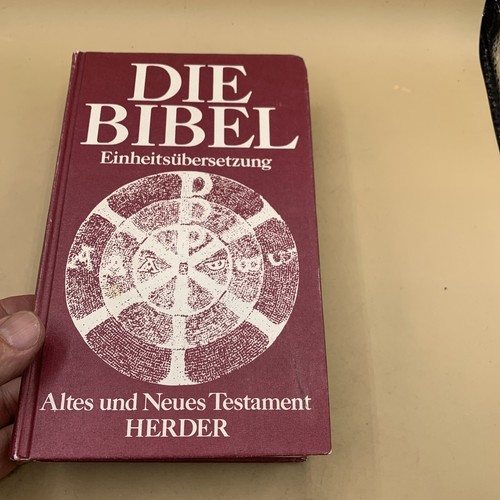 DIE
BIBEL
Einheitsübersetzung
Altes und Neues Testament
HERDER